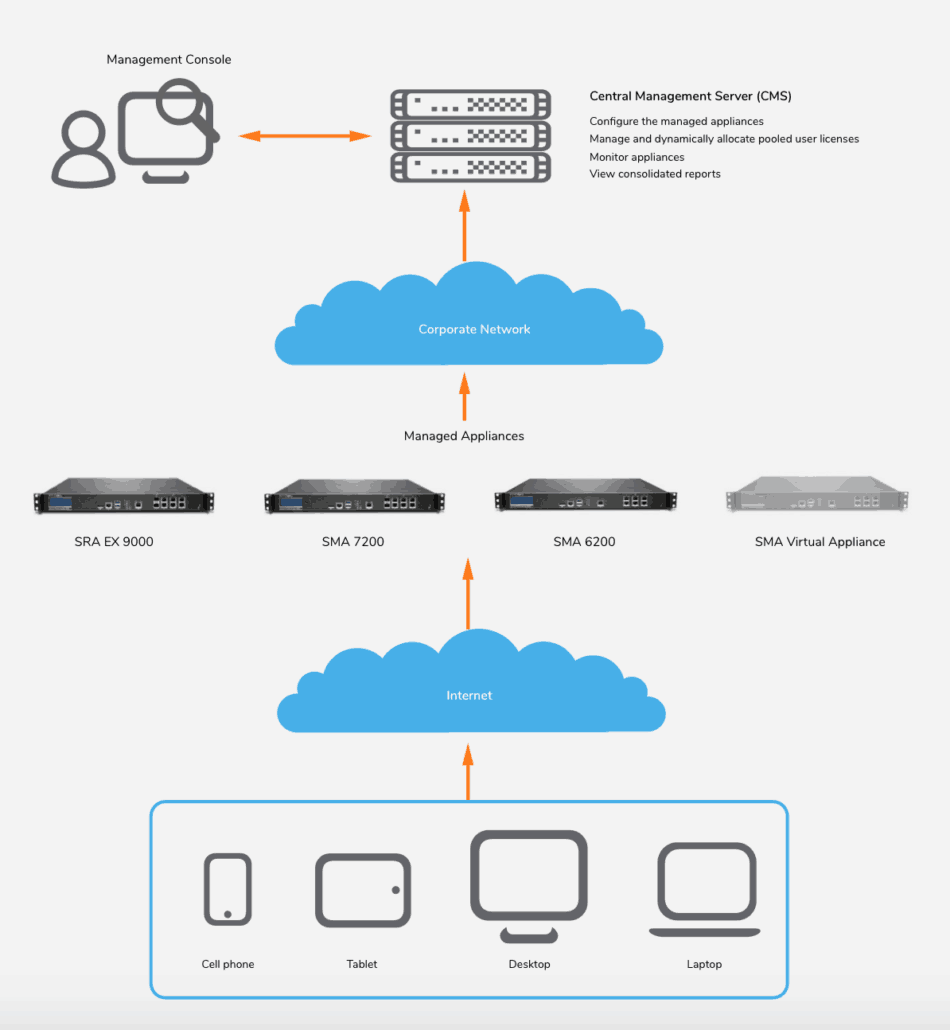 Management Console
Central Management Server (CMS)
Configure the managed appliances
Manage and dynamically allocate pooled user licenses
Monitor appliances
View consolidated reports
Corporate Network
Managed Appliances
SRA EX 9000
SMA 7200
SMA 6200
SMA Virtual Appliance
Internet
Cell phone
Tablet
Desktop
Laptop